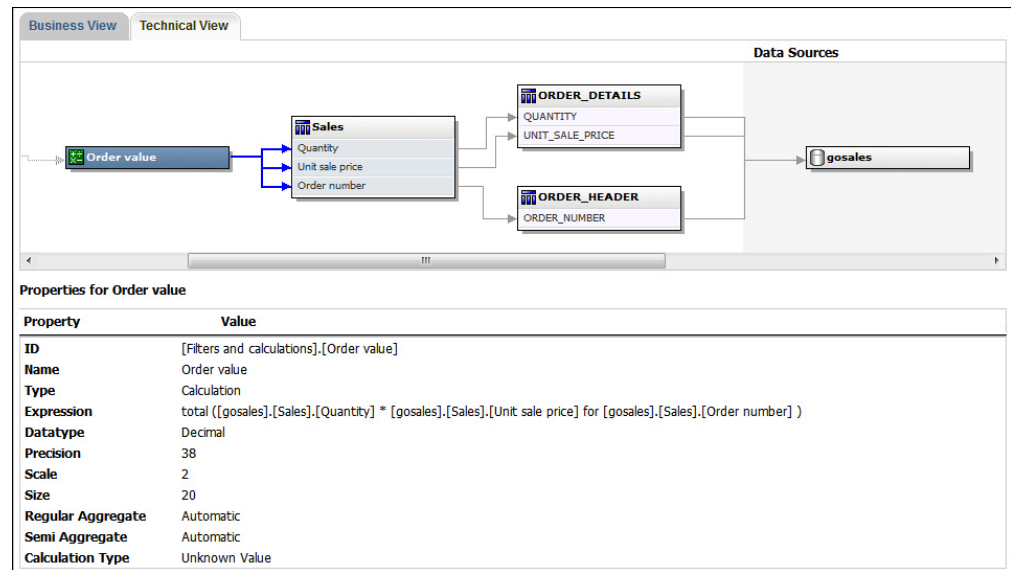 Business View Technical View
Data Sources
ORDER_DETAILS
QUANTITY
UNIT_SALE_PRICE
Sales
Quantity
Unit sale price
Order number
Order value
gosales
ORDER_HEADER
ORDER_NUMBER
Properties for Order value
Property Value
ID [Filters and calculations].[Order value]
Name Order value
Type Calculation
Expression total ([gosales].[Sales].[Quantity] * [gosales].[Sales].[Unit sale price] for [gosales].[Sales].[Order number] )
Datatype Decimal
Precision 38
Scale 2
Size 20
Regular Aggregate Automatic
Semi Aggregate Automatic
Calculation Type Unknown Value